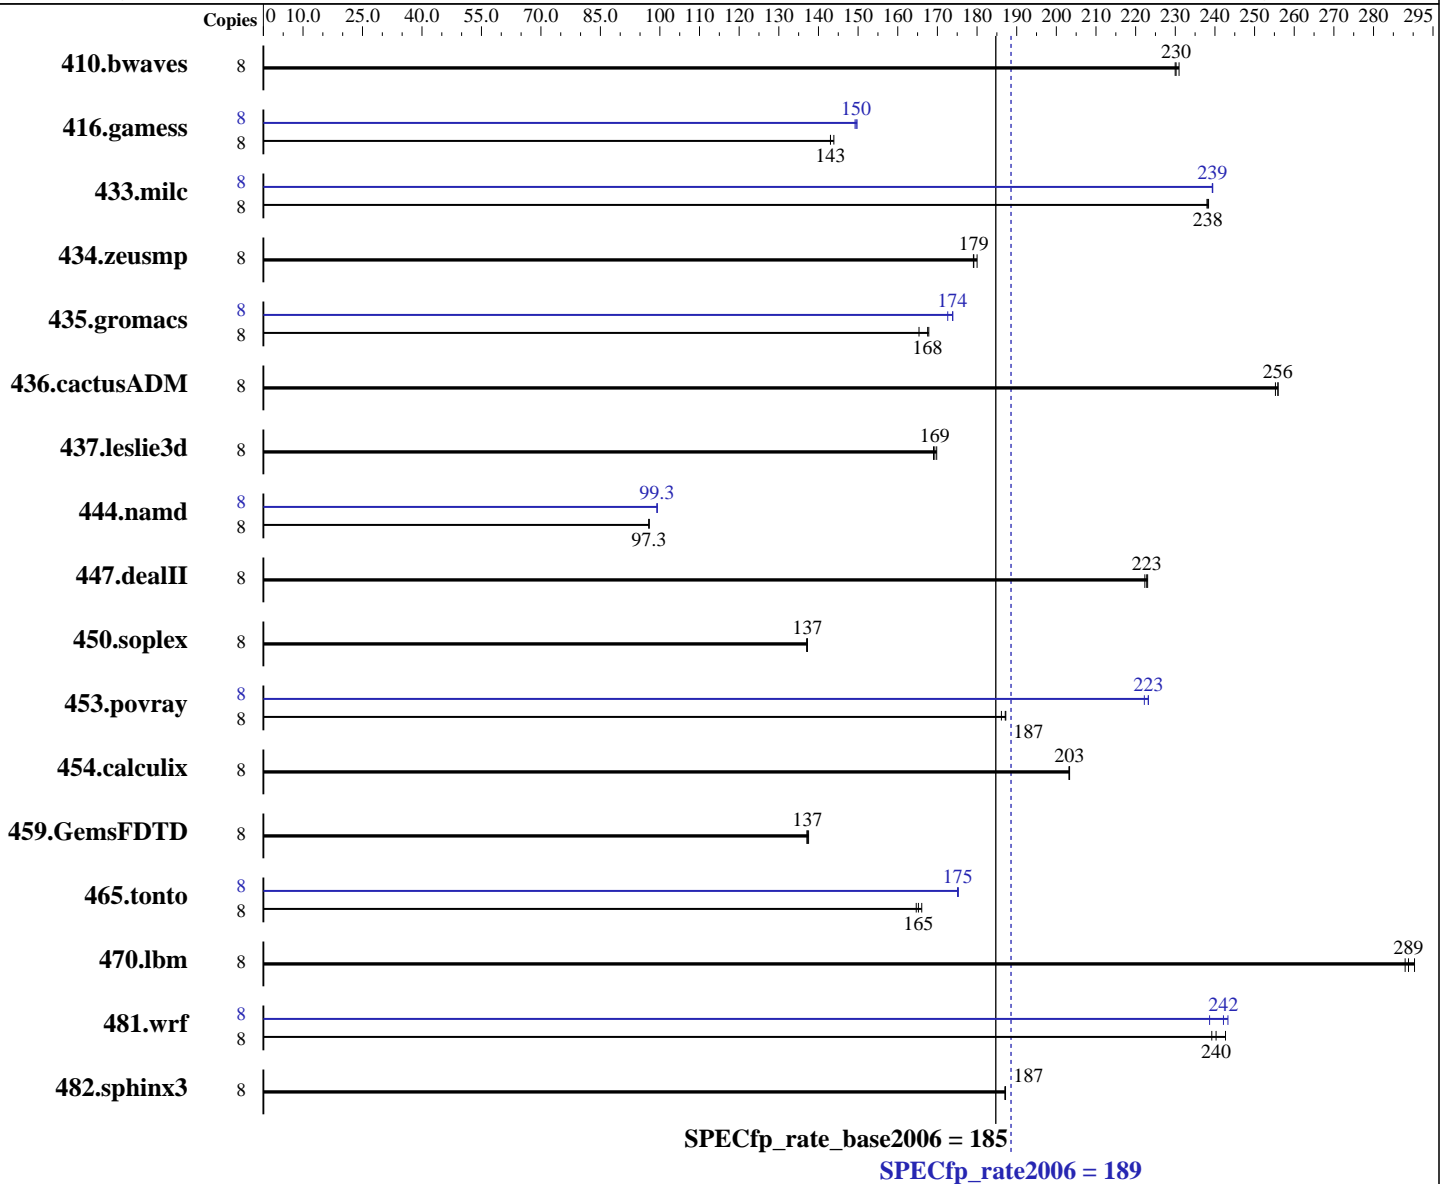 Copies 0 10.0 25.0 40.0 55.0 70.0 85.0 100 110 120 130 140 150 160 170 180 190 200 210 220 230 240 250 260 270 280 295
410.bwaves 8 230
416.gamess 8 150
8 143
433.milc 8 239
8 238
434.zeusmp 8 179
435.gromacs 8 174
8 168
436.cactusADM 8 256
437.leslie3d 8 169
444.namd 8 99.3
8 97.3
447.dealII 8 223
450.soplex 8 137
453.povray 8 223
8 187
454.calculix 8 203
459.GemsFDTD 8 137
465.tonto 8 175
8 165
470.lbm 8 289
481.wrf 8 242
8 240
482.sphinx3 8 187
SPECfp_rate_base2006 = 185
SPECfp_rate2006 = 189